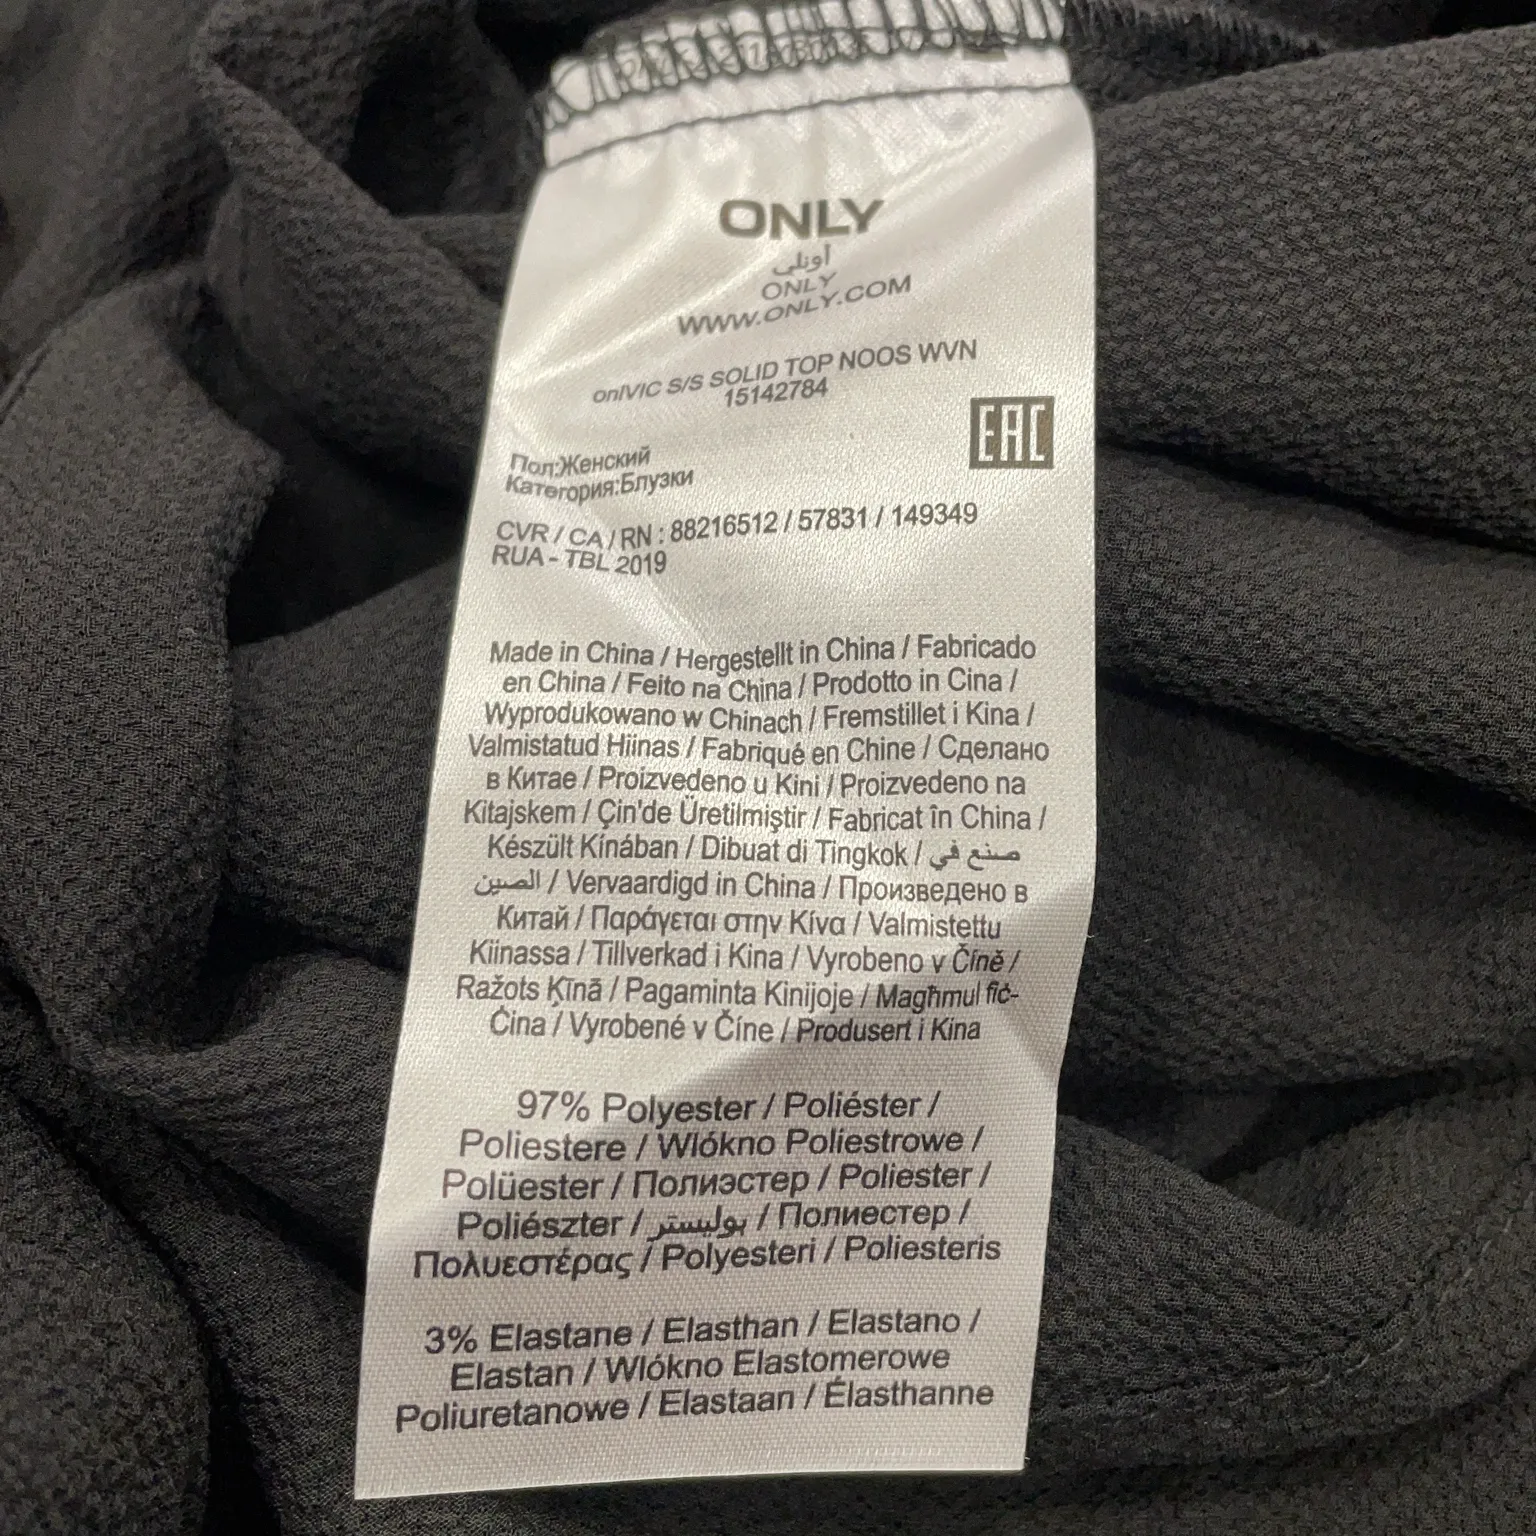 ONLY
أونلي
ONLY
WWW.ONLY.COM
onlVIC S/S SOLID TOP NOOS WVN
15142784
EAC
Пол:Женский
Категория:Блузки
CVR / CA / RN : 88216512 / 57831 / 149349
RUA - TBL 2019
Made in China / Hergestellt in China / Fabricado
en China / Feito na China / Prodotto in Cina /
Wyprodukowano w Chinach / Fremstillet i Kina /
Valmistatud Hiinas / Fabriqué en Chine / Сделано
в Китае / Proizvedeno u Kini / Proizvedeno na
Kitajskem / Çin'de Üretilmiştir / Fabricat în China /
Készült Kínában / Dibuat di Tingkok / صنع في
الصين / Vervaardigd in China / Произведено в
Китай / Παράγεται στην Κίνα / Valmistettu
Kiinassa / Tillverkad i Kina / Vyrobeno v Číně /
Ražots Ķīnā / Pagaminta Kinijoje / Magħmul fiċ-
Ċina / Vyrobené v Číne / Produsert i Kina
97% Polyester / Poliéster /
Poliestere / Wlókno Poliestrowe /
Polüester / Полиэстер / Poliester /
Poliészter / بوليستر / Полиестер /
Πολυεστέρας / Polyesteri / Poliesteris
3% Elastane / Elasthan / Elastano /
Elastan / Wlókno Elastomerowe
Poliuretanowe / Elastaan / Élasthanne